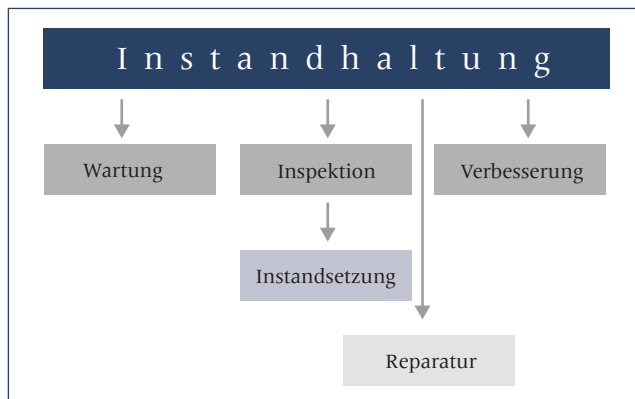 Instandhaltung
Wartung
Inspektion
Verbesserung
Instandsetzung
Reparatur